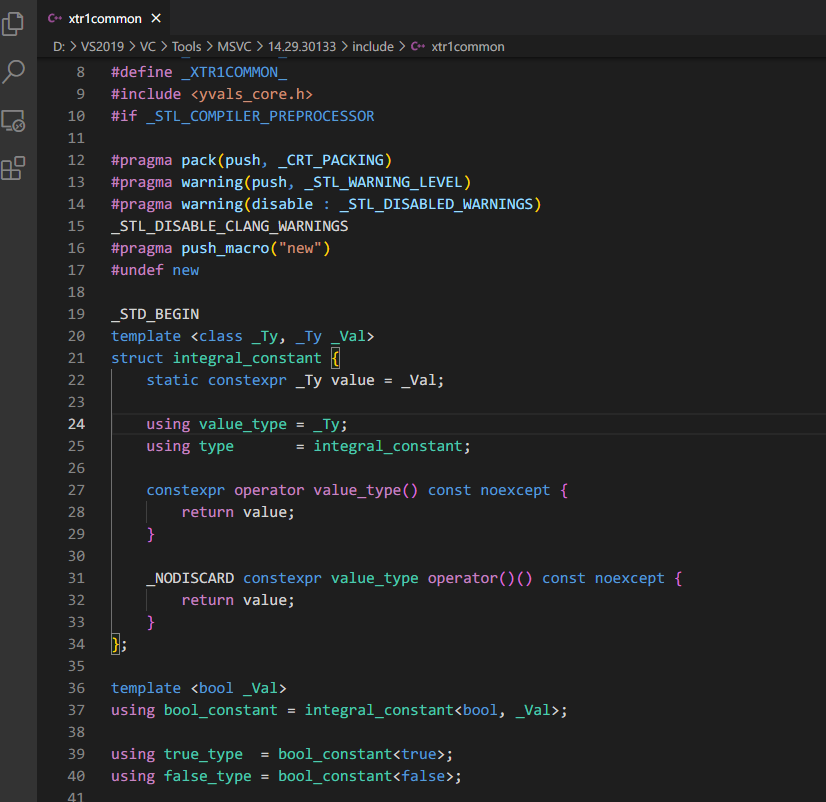 xtr1common
D: > VS2019 > VC > Tools > MSVC > 14.29.30133 > include > xtr1common
8 #define _XTR1COMMON_
9 #include <yvals_core.h>
10 #if _STL_COMPILER_PREPROCESSOR
11
12 #pragma pack(push, _CRT_PACKING)
13 #pragma warning(push, _STL_WARNING_LEVEL)
14 #pragma warning(disable : _STL_DISABLED_WARNINGS)
15 _STL_DISABLE_CLANG_WARNINGS
16 #pragma push_macro("new")
17 #undef new
18
19 _STD_BEGIN
20 template <class _Ty, _Ty _Val>
21 struct integral_constant {
22     static constexpr _Ty value = _Val;
23
24     using value_type = _Ty;
25     using type       = integral_constant;
26
27     constexpr operator value_type() const noexcept {
28         return value;
29     }
30
31     _NODISCARD constexpr value_type operator()() const noexcept {
32         return value;
33     }
34 };
35
36 template <bool _Val>
37 using bool_constant = integral_constant<bool, _Val>;
38
39 using true_type  = bool_constant<true>;
40 using false_type = bool_constant<false>;
41